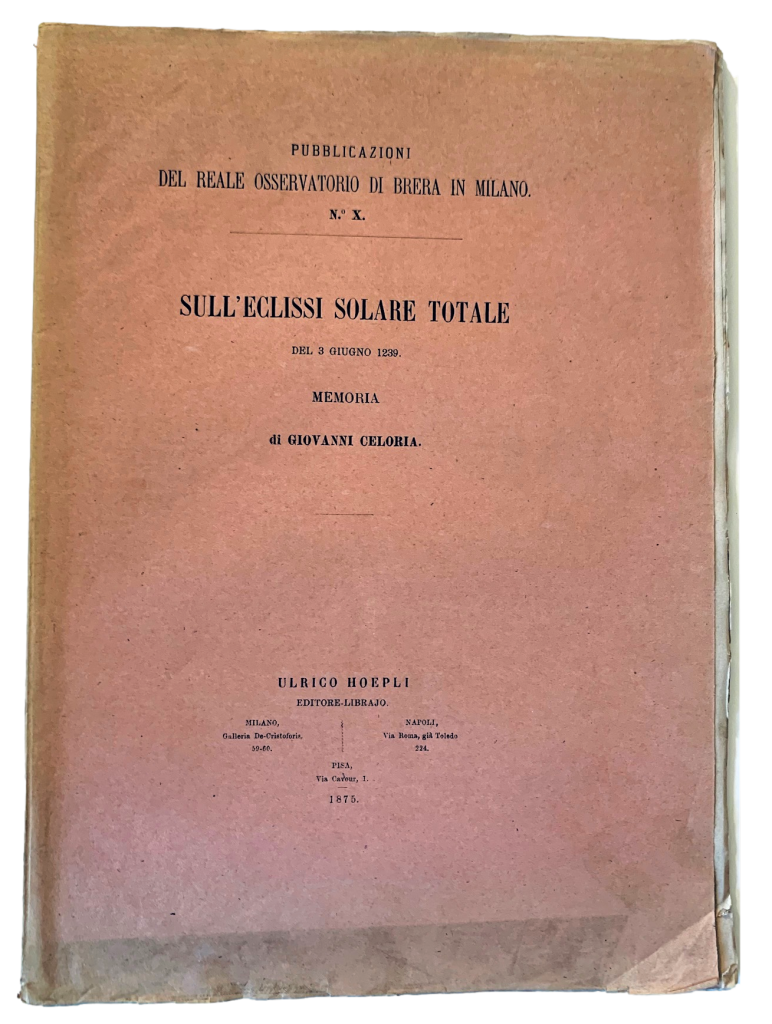 PUBBLICAZIONI
DEL REALE OSSERVATORIO DI BRERA IN MILANO.
N.º X.
SULL'ECLISSI SOLARE TOTALE
DEL 3 GIUGNO 1239.
MEMORIA
di GIOVANNI CELORIA.
ULRICO HOEPLI
EDITORE-LIBRAJO.
MILANO,
Galleria De-Cristoforis,
59-60.
NAPOLI,
Via Roma, già Toledo
224.
PISA,
Via Cavour, 1.
1875.